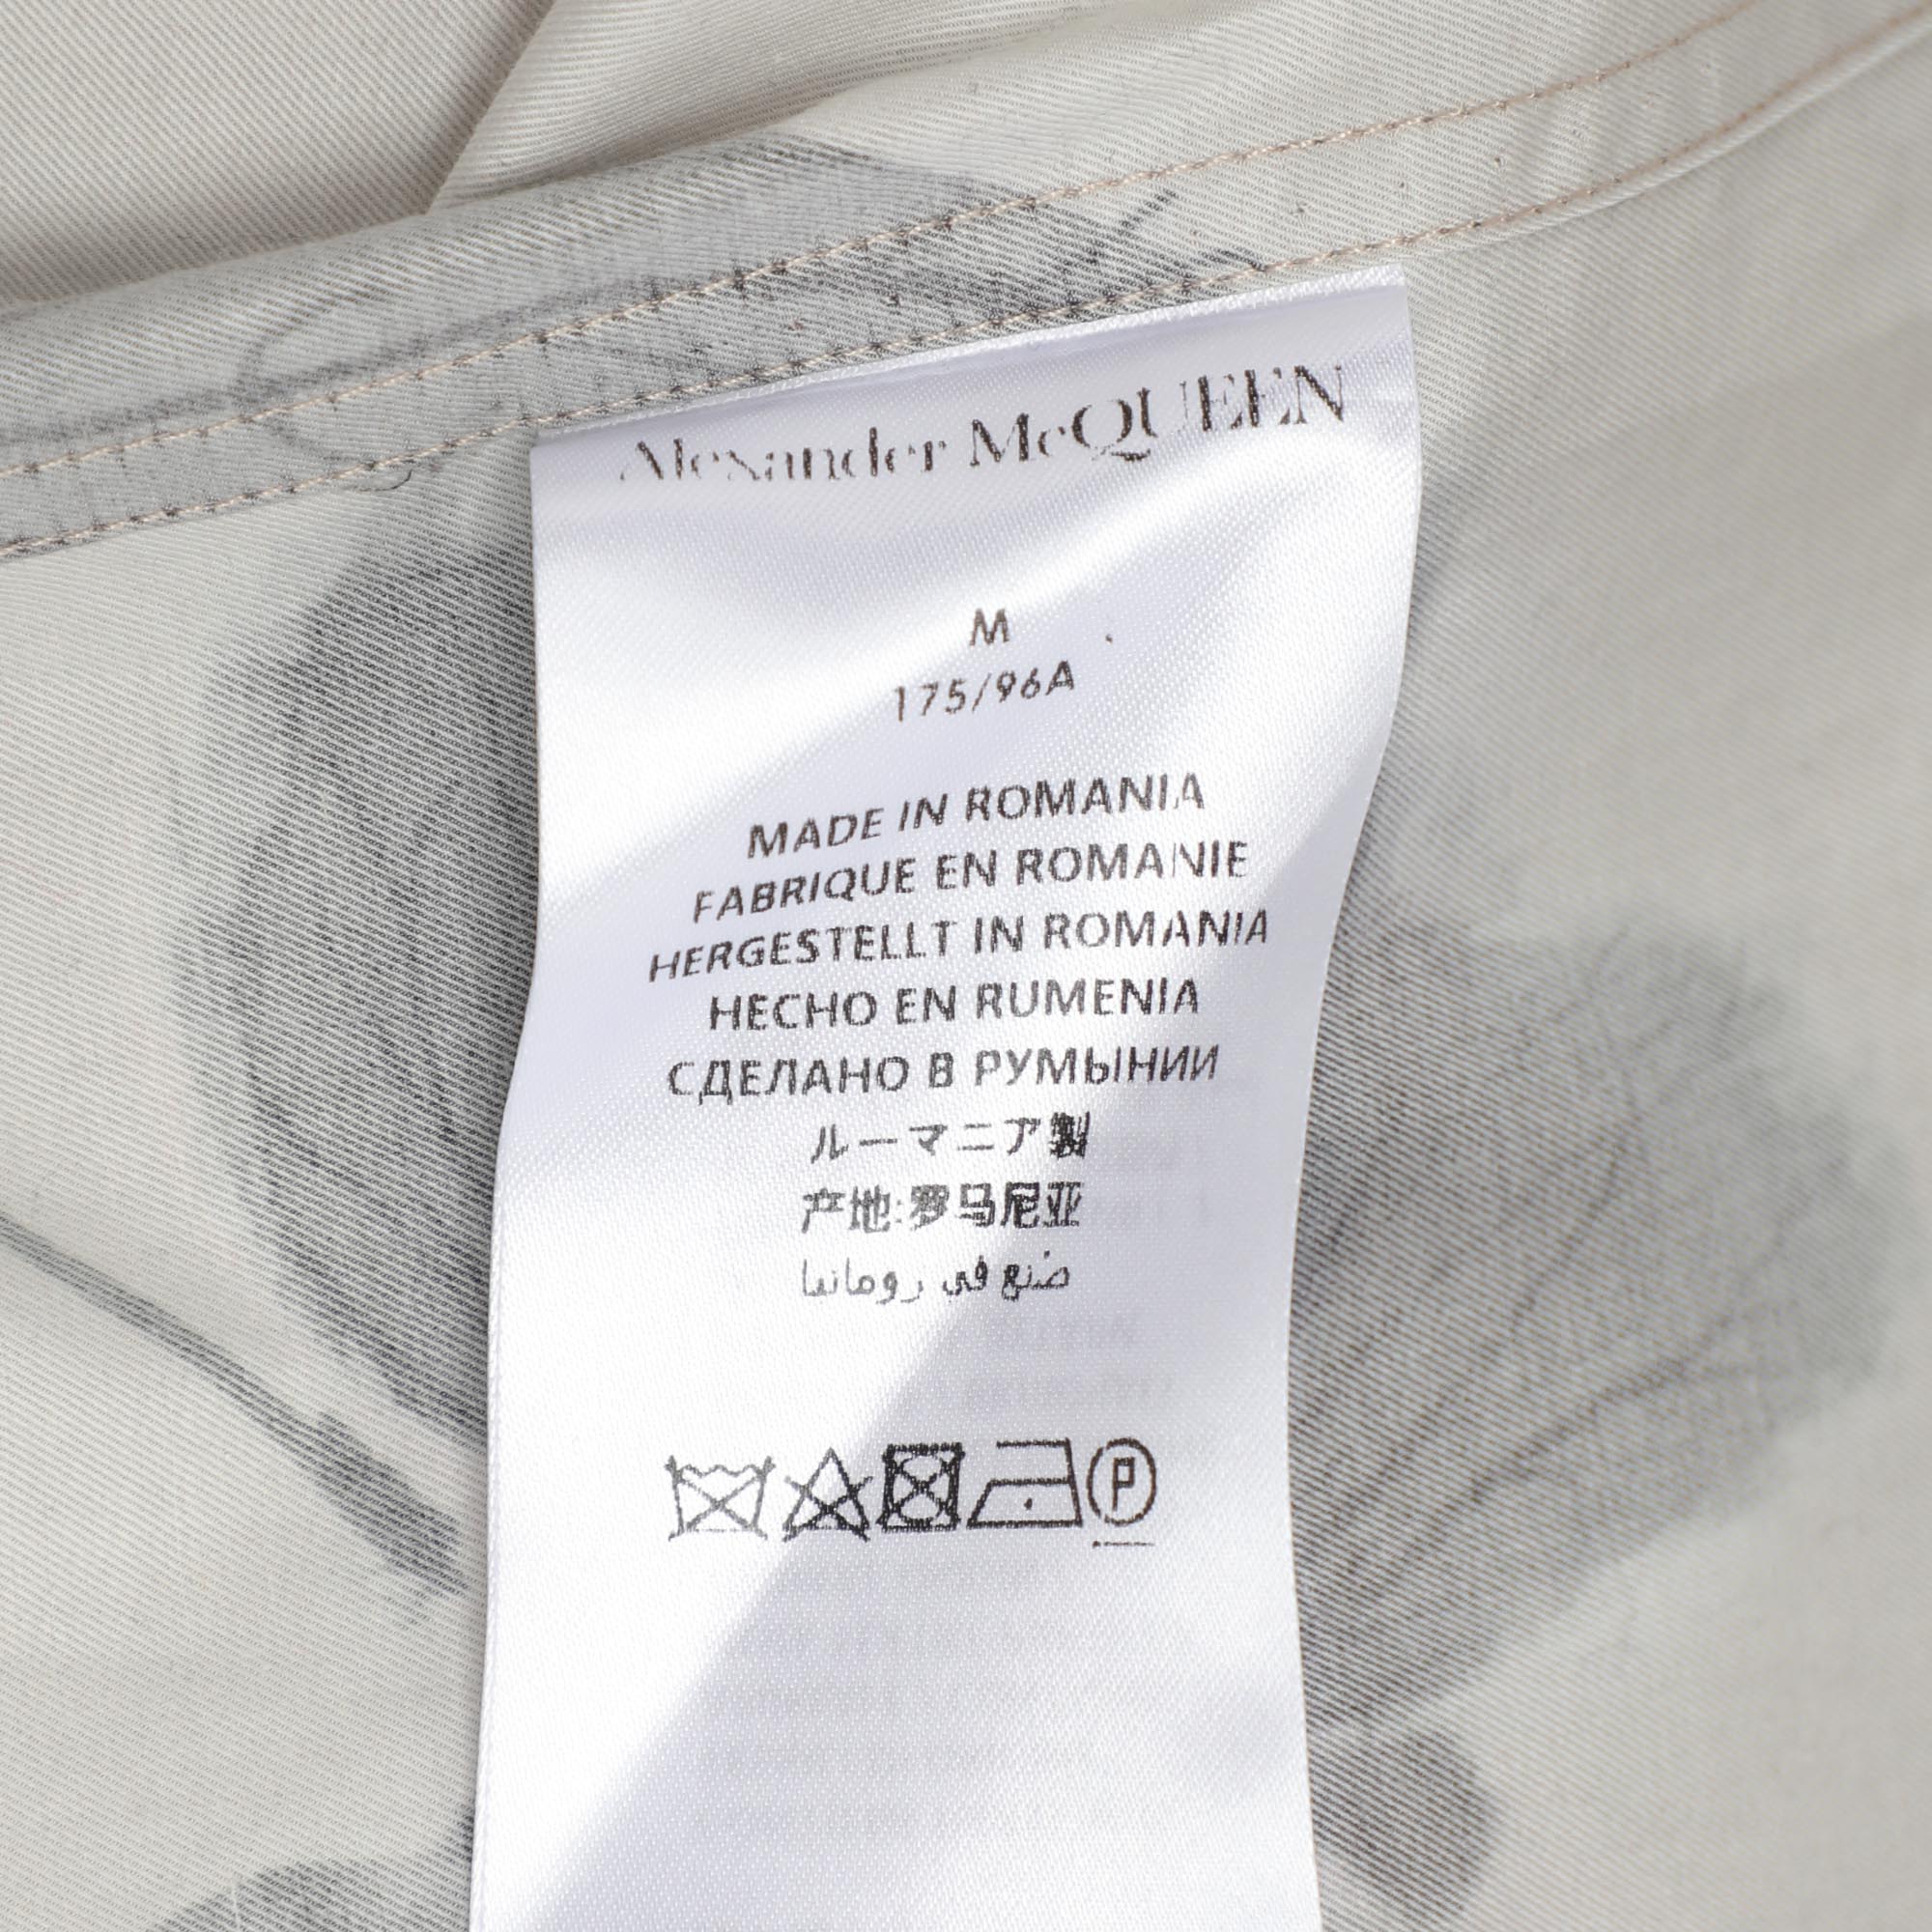 Alexander McQUEEN
M
175/96A
MADE IN ROMANIA
FABRIQUE EN ROMANIE
HERGESTELLT IN ROMANIA
HECHO EN RUMENIA
СДЕЛАНО В РУМЫНИИ
ルーマニア製
产地:罗马尼亚
صُنع في رومانيا
P